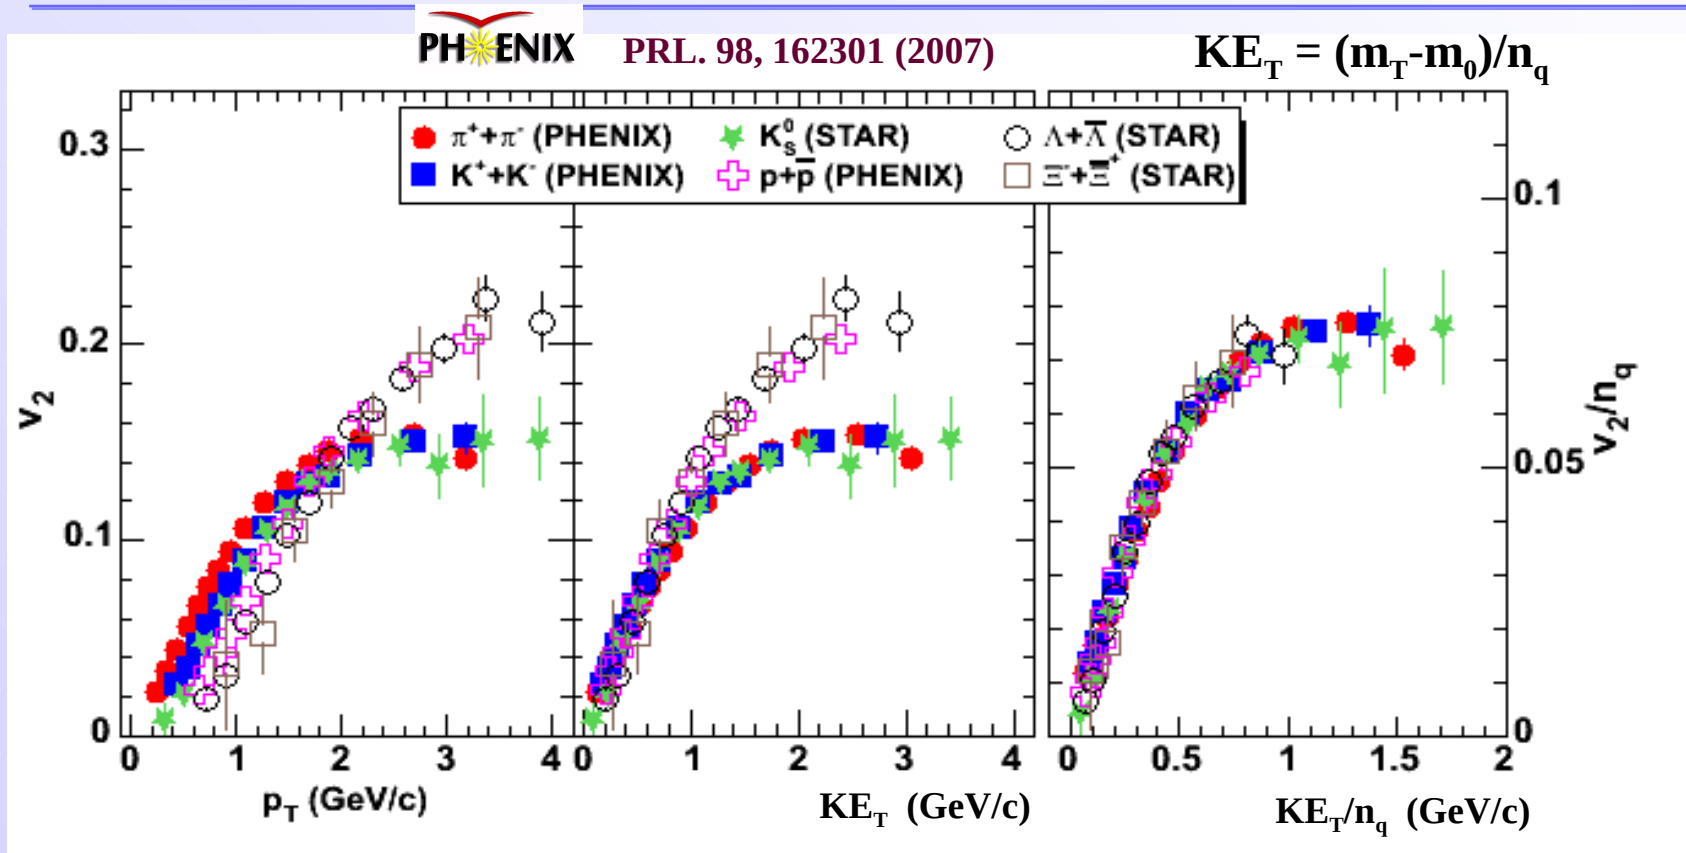 PHENIX PRL. 98, 162301 (2007) KE_T = (m_T-m_0)/n_q
π⁺+π⁻ (PHENIX) K⁰_s (STAR) Λ+Λ̅ (STAR)
K⁺+K⁻ (PHENIX) p+p̅ (PHENIX) Ξ⁻+Ξ̅⁺ (STAR)
v_2
0.3
0.2
0.1
0
0 1 2 3 4
p_T (GeV/c)
0 1 2 3 4
KE_T (GeV/c)
0 0.5 1 1.5 2
KE_T/n_q (GeV/c)
0.1
0.05
0
v_2/n_q